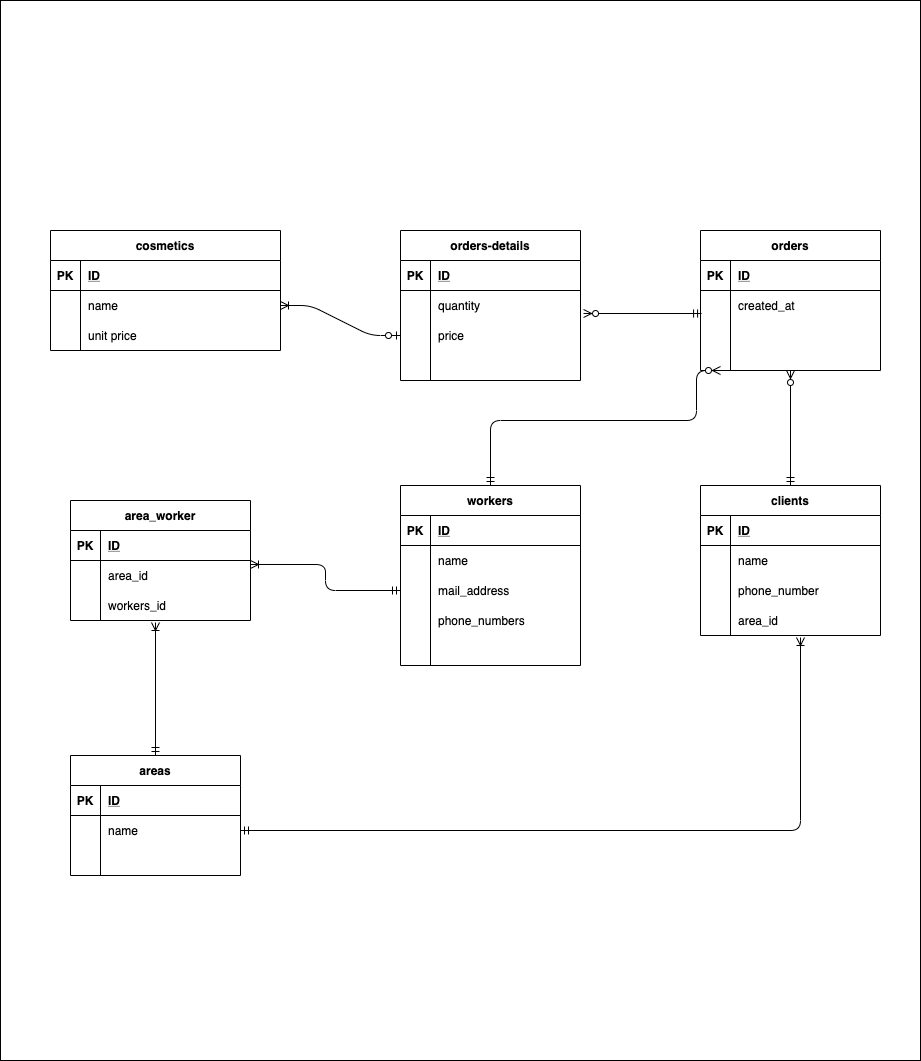 cosmetics
PK ID
name
unit price
orders-details
PK ID
quantity
price
orders
PK ID
created_at
area_worker
PK ID
area_id
workers_id
workers
PK ID
name
mail_address
phone_numbers
clients
PK ID
name
phone_number
area_id
areas
PK ID
name